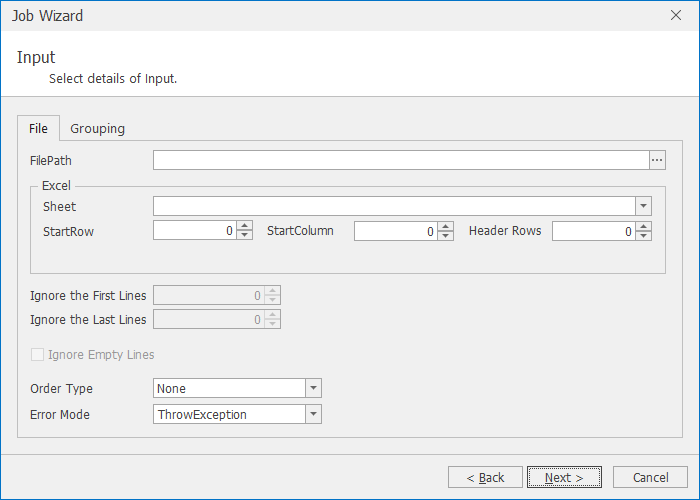 Job Wizard
Input
Select details of Input.
File Grouping
FilePath ...
Excel
Sheet
StartRow 0 StartColumn 0 Header Rows 0
Ignore the First Lines 0
Ignore the Last Lines 0
Ignore Empty Lines
Order Type None
Error Mode ThrowException
< Back Next > Cancel